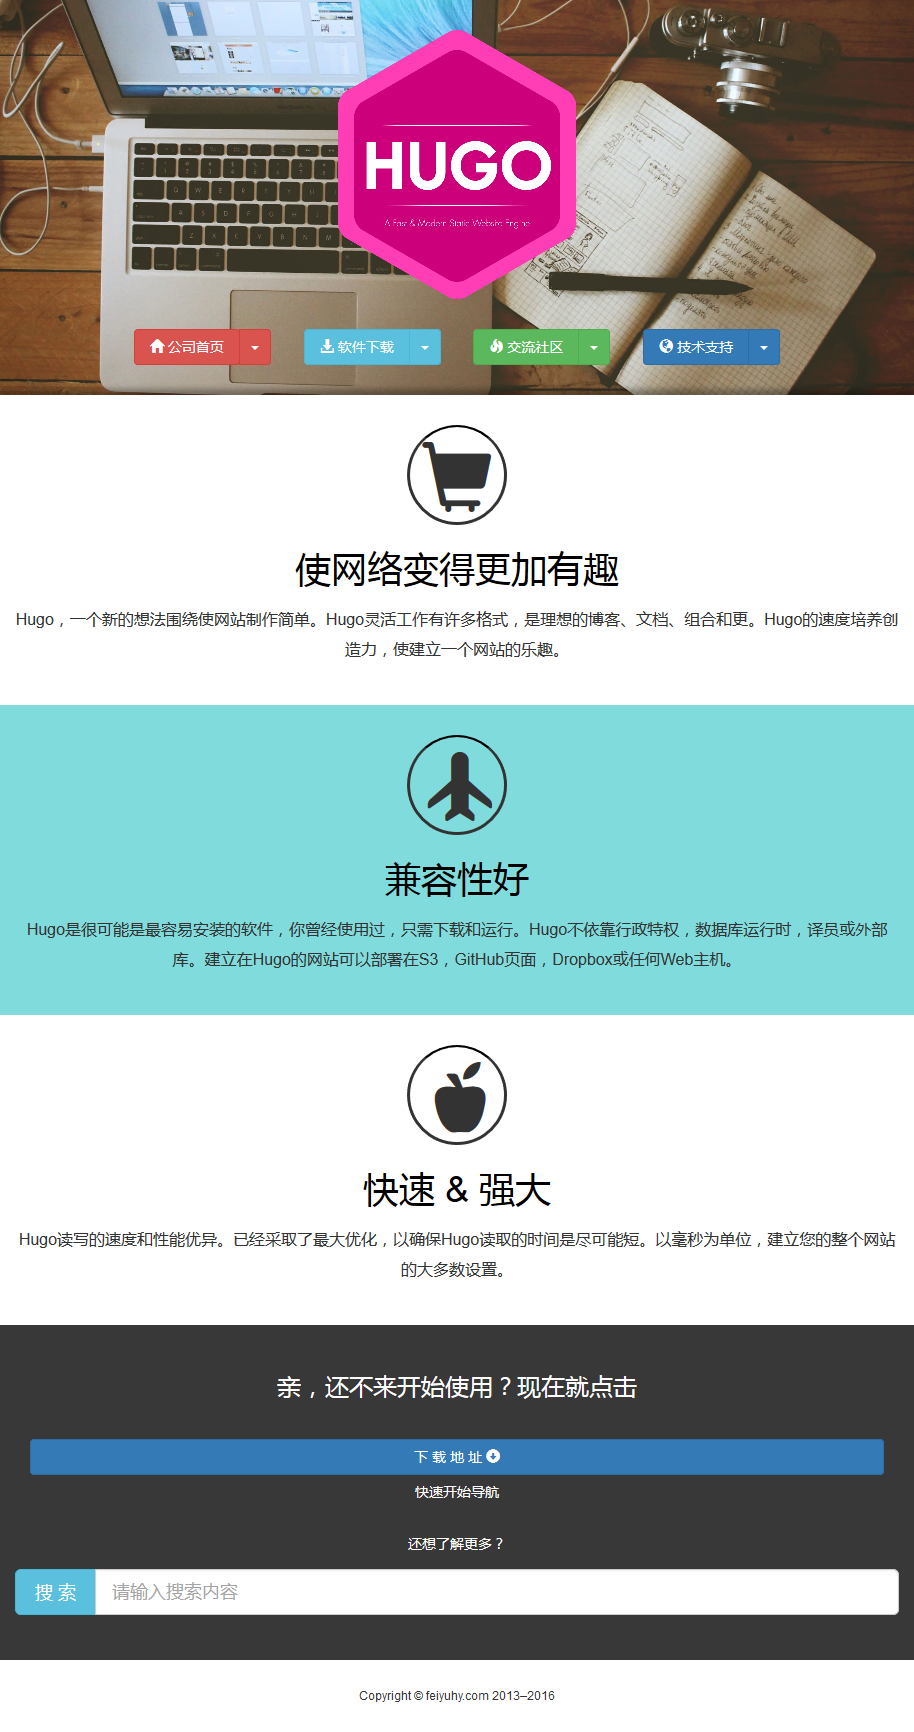 HUGO
A Fast & Modern Static Website Engine
公司首页 软件下载 交流社区 技术支持
使网络变得更加有趣
Hugo，一个新的想法围绕使网站制作简单。Hugo灵活工作有许多格式，是理想的博客、文档、组合和更。Hugo的速度培养创
造力，使建立一个网站的乐趣。
兼容性好
Hugo是很可能是最容易安装的软件，你曾经使用过，只需下载和运行。Hugo不依靠行政特权，数据库运行时，译员或外部
库。建立在Hugo的网站可以部署在S3，GitHub页面，Dropbox或任何Web主机。
快速 & 强大
Hugo读写的速度和性能优异。已经采取了最大优化，以确保Hugo读取的时间是尽可能短。以毫秒为单位，建立您的整个网站
的大多数设置。
亲，还不来开始使用？现在就点击
下 载 地 址
快速开始导航
还想了解更多？
搜 索 请输入搜索内容
Copyright © feiyuhy.com 2013–2016